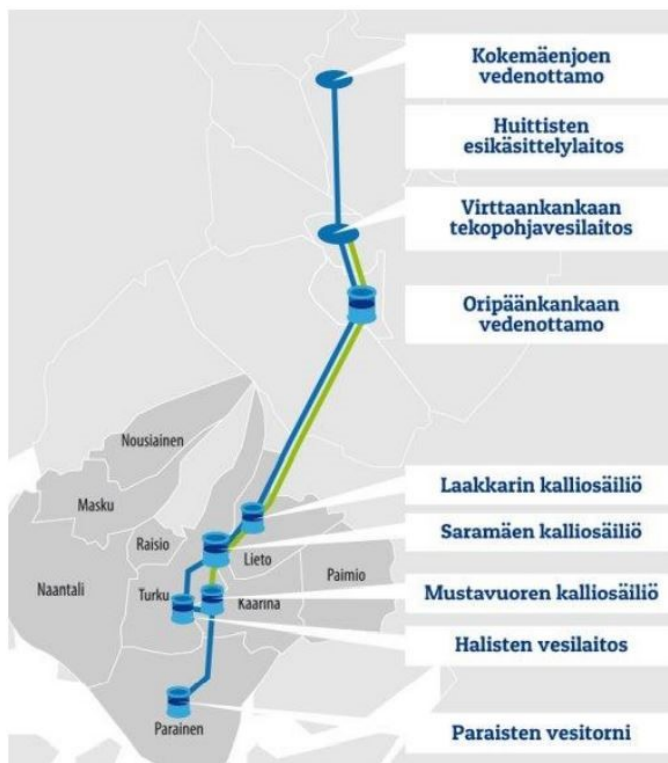 Kokemäenjoen
vedenottamo
Huittisten
esikäsittelylaitos
Virttaankankaan
tekopohjavesilaitos
Oripäänkankaan
vedenottamo
Nousiainen
Masku
Raisio
Naantali
Turku
Lieto
Kaarina
Paimio
Parainen
Laakkarin kalliosäiliö
Saramäen kalliosäiliö
Mustavuoren kalliosäiliö
Halisten vesilaitos
Paraisten vesitorni